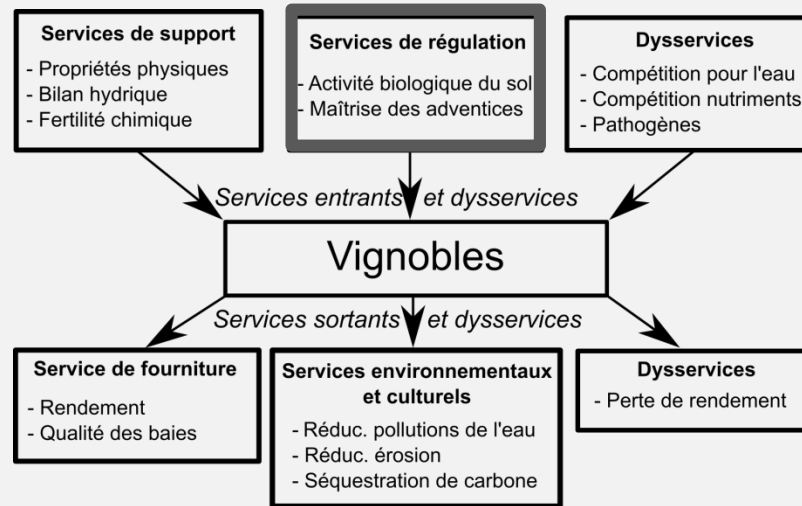 Services de support
- Propriétés physiques
- Bilan hydrique
- Fertilité chimique
Services de régulation
- Activité biologique du sol
- Maîtrise des adventices
Dysservices
- Compétition pour l'eau
- Compétition nutriments
- Pathogènes
Services entrants et dysservices
Vignobles
Services sortants et dysservices
Service de fourniture
- Rendement
- Qualité des baies
Services environnementaux
et culturels
- Réduc. pollutions de l'eau
- Réduc. érosion
- Séquestration de carbone
Dysservices
- Perte de rendement